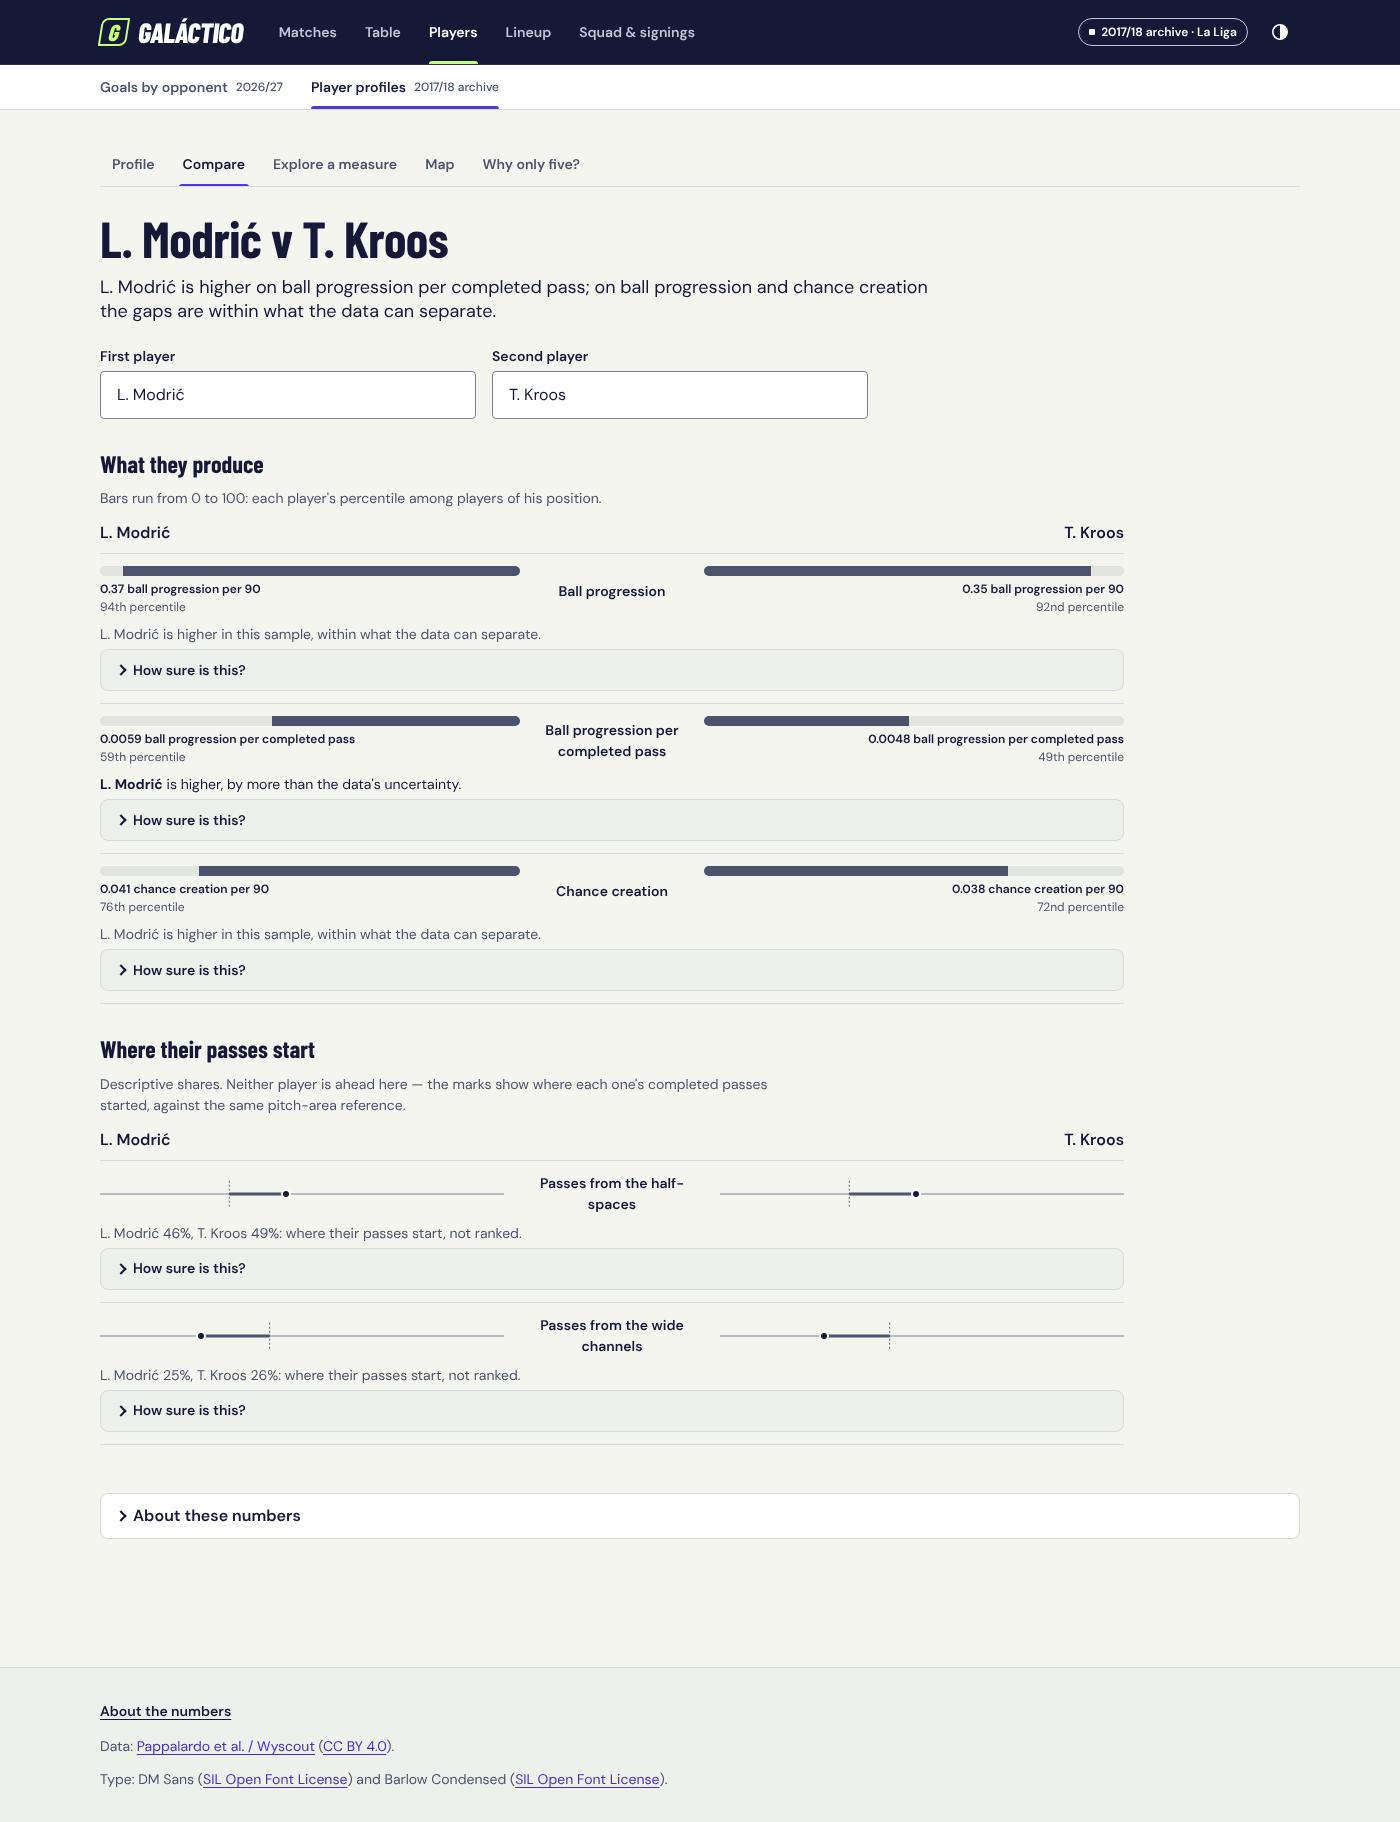 G GALÁCTICO Matches Table Players Lineup Squad & signings 2017/18 archive · La Liga
Goals by opponent 2026/27 Player profiles 2017/18 archive
Profile Compare Explore a measure Map Why only five?
L. Modrić v T. Kroos
L. Modrić is higher on ball progression per completed pass; on ball progression and chance creation
the gaps are within what the data can separate.
First player Second player
L. Modrić T. Kroos
What they produce
Bars run from 0 to 100: each player's percentile among players of his position.
L. Modrić T. Kroos
0.37 ball progression per 90 Ball progression 0.35 ball progression per 90
94th percentile 92nd percentile
L. Modrić is higher in this sample, within what the data can separate.
How sure is this?
Ball progression per
0.0059 ball progression per completed pass completed pass 0.0048 ball progression per completed pass
59th percentile 49th percentile
L. Modrić is higher, by more than the data's uncertainty.
How sure is this?
0.041 chance creation per 90 Chance creation 0.038 chance creation per 90
76th percentile 72nd percentile
L. Modrić is higher in this sample, within what the data can separate.
How sure is this?
Where their passes start
Descriptive shares. Neither player is ahead here — the marks show where each one's completed passes
started, against the same pitch-area reference.
L. Modrić T. Kroos
Passes from the half-
spaces
L. Modrić 46%, T. Kroos 49%: where their passes start, not ranked.
How sure is this?
Passes from the wide
channels
L. Modrić 25%, T. Kroos 26%: where their passes start, not ranked.
How sure is this?
About these numbers
About the numbers
Data: Pappalardo et al. / Wyscout (CC BY 4.0).
Type: DM Sans (SIL Open Font License) and Barlow Condensed (SIL Open Font License).